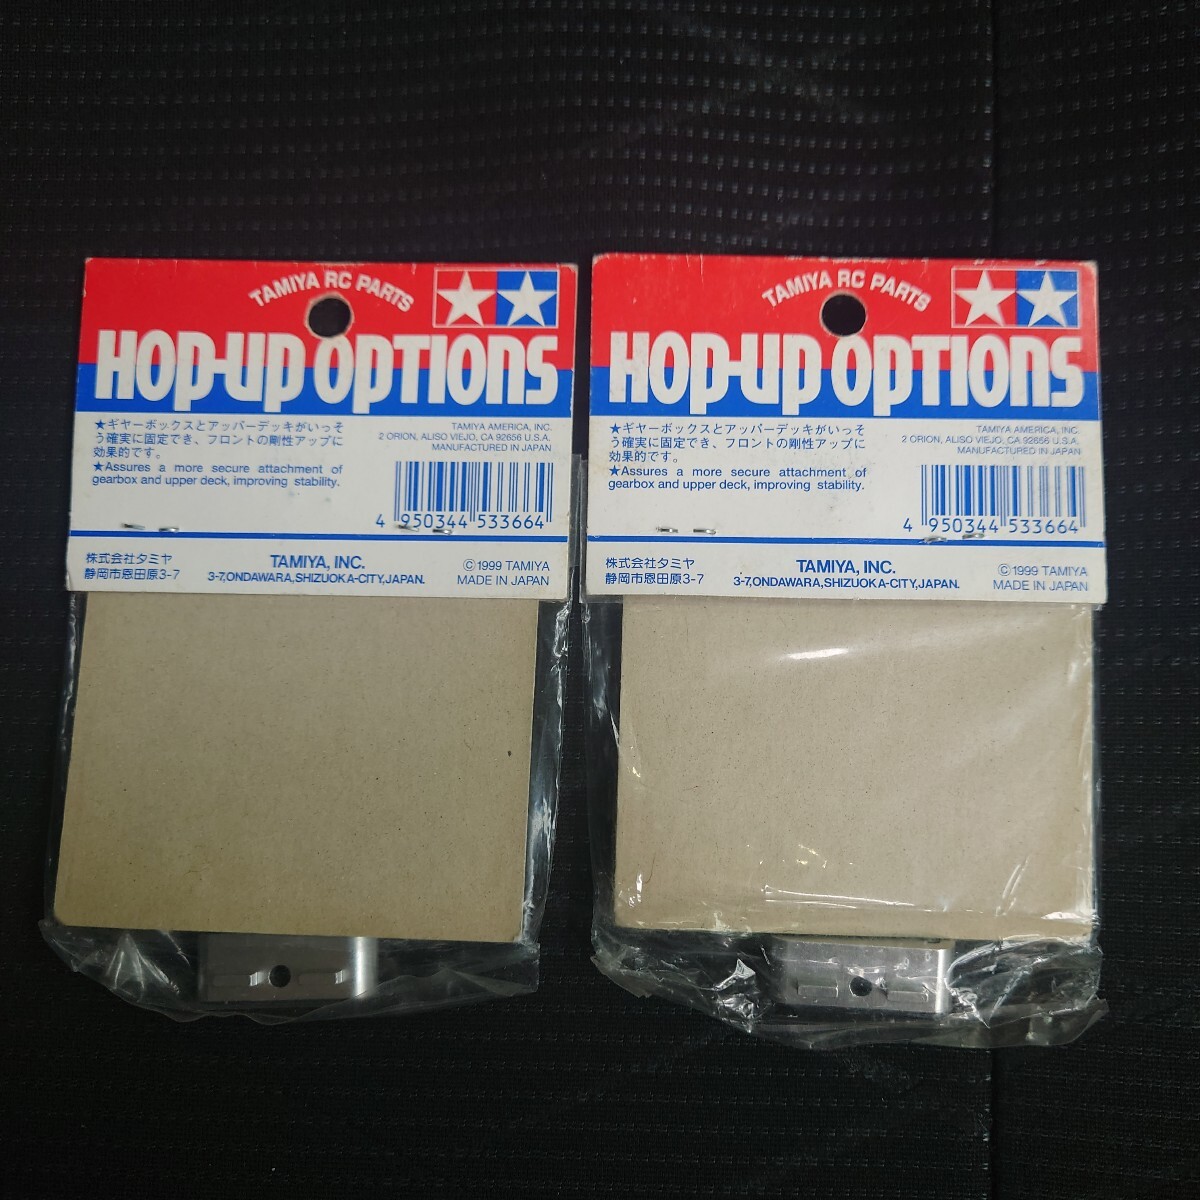 TAMIYA RC PARTS
HOP-UP OPTIONS
★ギヤーボックスとアッパーデッキがいっそ
う確実に固定でき、フロントの剛性アップに
効果的です。
★Assures a more secure attachment of
gearbox and upper deck, improving stability.
TAMIYA AMERICA, INC.
2 ORION, ALISO VIEJO, CA 92656 U.S.A.
MANUFACTURED IN JAPAN
4 950344 533664
株式会社タミヤ
静岡市恩田原3-7
TAMIYA, INC.
3-7,ONDAWARA,SHIZUOKA-CITY,JAPAN.
©1999 TAMIYA
MADE IN JAPAN
TAMIYA RC PARTS
HOP-UP OPTIONS
★ギヤーボックスとアッパーデッキがいっそ
う確実に固定でき、フロントの剛性アップに
効果的です。
★Assures a more secure attachment of
gearbox and upper deck, improving stability.
TAMIYA AMERICA, INC.
2 ORION, ALISO VIEJO, CA 92656 U.S.A.
MANUFACTURED IN JAPAN
4 950344 533664
株式会社タミヤ
静岡市恩田原3-7
TAMIYA, INC.
3-7,ONDAWARA,SHIZUOKA-CITY,JAPAN.
©1999 TAMIYA
MADE IN JAPAN